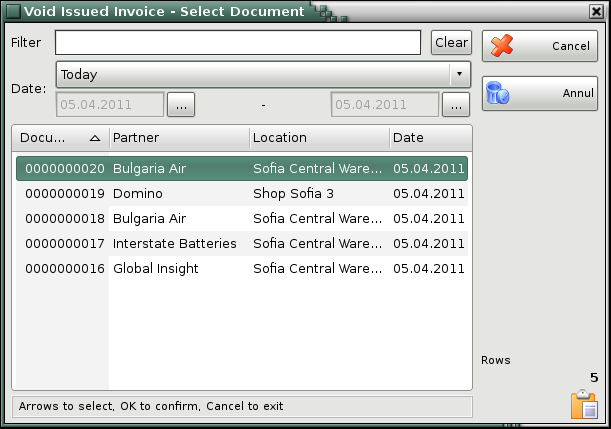 Void Issued Invoice - Select Document
Filter Clear Cancel
Date: Today
05.04.2011 ... - 05.04.2011 ... Annul
Docu... Partner Location Date
0000000020 Bulgaria Air Sofia Central Ware... 05.04.2011
0000000019 Domino Shop Sofia 3 05.04.2011
0000000018 Bulgaria Air Sofia Central Ware... 05.04.2011
0000000017 Interstate Batteries Sofia Central Ware... 05.04.2011
0000000016 Global Insight Sofia Central Ware... 05.04.2011
Rows
5
Arrows to select, OK to confirm, Cancel to exit